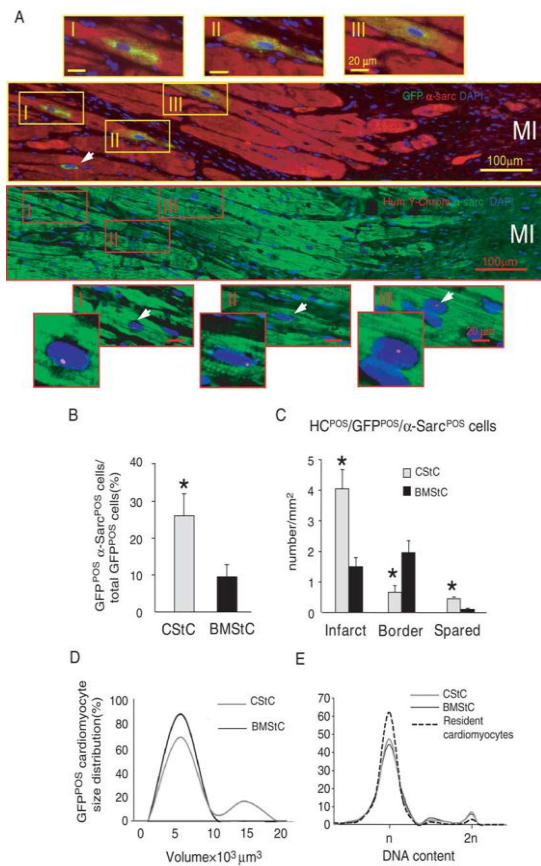 A
I
II
III
20 µm
GFP α-sarc DAPI
I
III
II
MI
100µm
Hum Y-Chrom α-sarc DAPI
I
III
II
MI
100µm
I
II
III
20 µm
B
GFPPOS α-SarcPOS cells/
total GFPPOS cells(%)
40
30
20
10
0
*
CStC BMStC
C
HCPOS/GFPPOS/α-SarcPOS cells
number/mm2
5
4
3
2
1
0
*
*
*
CStC
BMStC
Infarct Border Spared
D
GFPPOS cardiomyocyte
size distribution(%)
100
80
60
40
20
0
CStC
BMStC
0 5 10 15 20
Volume×10³ µm³
E
70
60
50
40
30
20
10
0
CStC
BMStC
Resident
cardiomyocytes
n 2n
DNA content